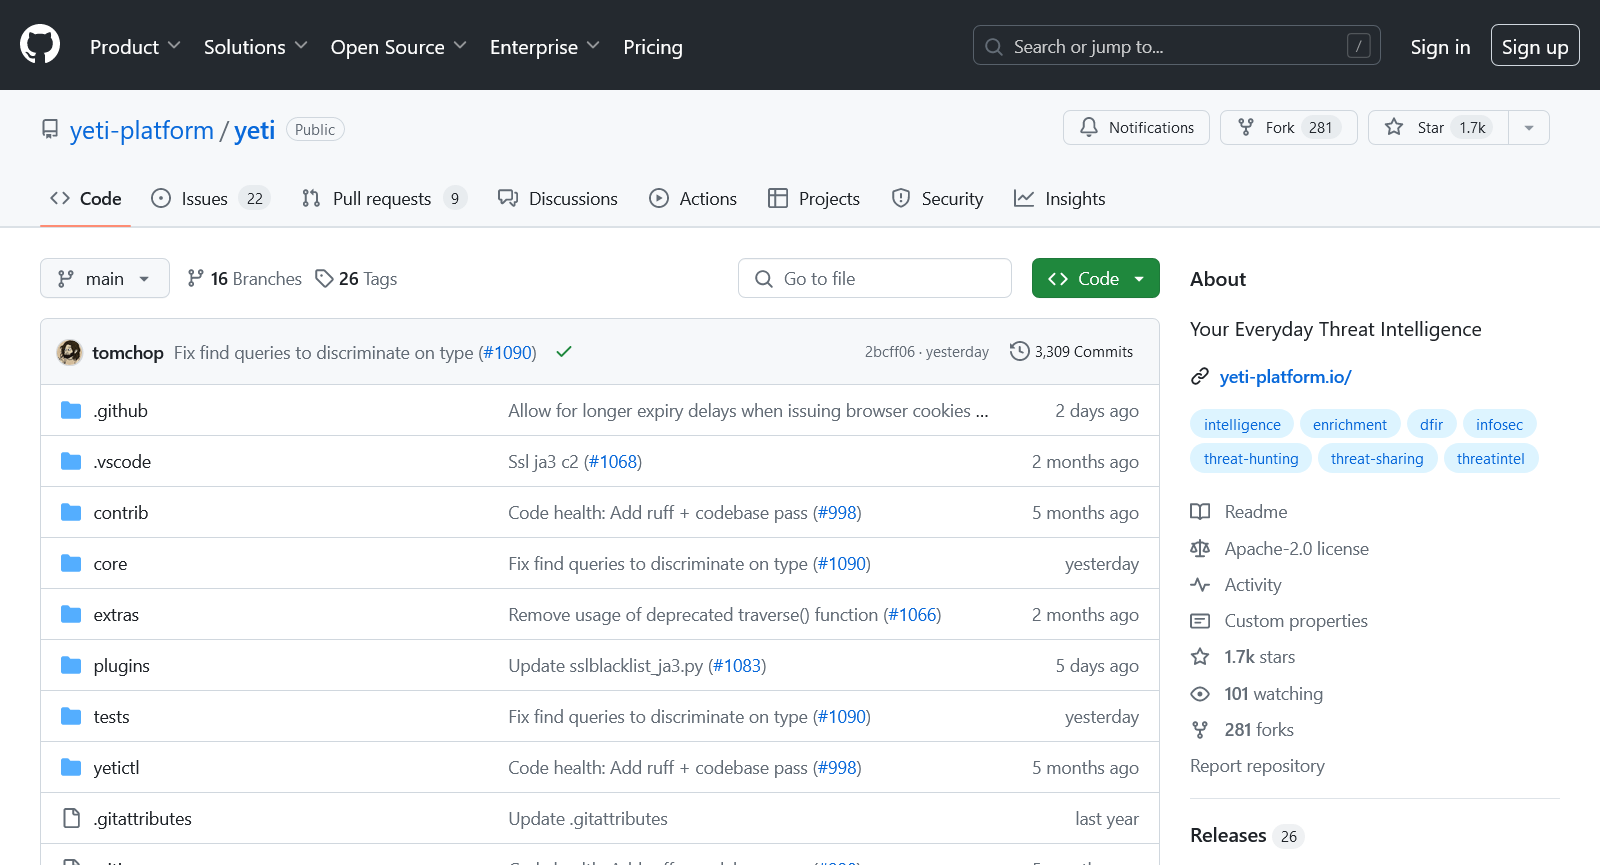 Product Solutions Open Source Enterprise Pricing Search or jump to... / Sign in Sign up
yeti-platform / yeti Public Notifications Fork 281 Star 1.7k
Code Issues 22 Pull requests 9 Discussions Actions Projects Security Insights
main 16 Branches 26 Tags Go to file Code
tomchop Fix find queries to discriminate on type (#1090) 2bcff06 · yesterday 3,309 Commits
.github Allow for longer expiry delays when issuing browser cookies ... 2 days ago
.vscode Ssl ja3 c2 (#1068) 2 months ago
contrib Code health: Add ruff + codebase pass (#998) 5 months ago
core Fix find queries to discriminate on type (#1090) yesterday
extras Remove usage of deprecated traverse() function (#1066) 2 months ago
plugins Update sslblacklist_ja3.py (#1083) 5 days ago
tests Fix find queries to discriminate on type (#1090) yesterday
yetictl Code health: Add ruff + codebase pass (#998) 5 months ago
.gitattributes Update .gitattributes last year
About
Your Everyday Threat Intelligence
yeti-platform.io/
intelligence enrichment dfir infosec
threat-hunting threat-sharing threatintel
Readme
Apache-2.0 license
Activity
Custom properties
1.7k stars
101 watching
281 forks
Report repository
Releases 26